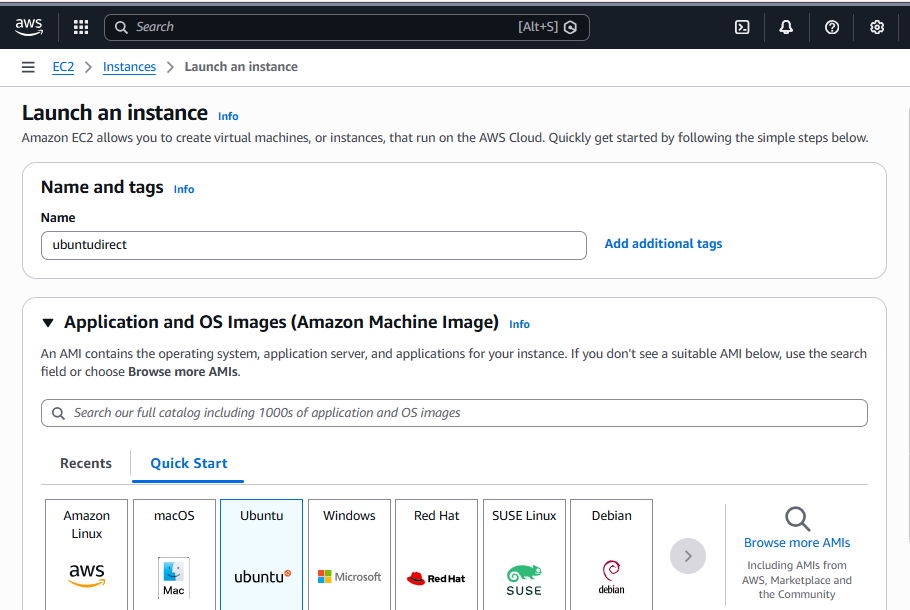 aws
Search [Alt+S]
EC2 Instances Launch an instance
Launch an instance Info
Amazon EC2 allows you to create virtual machines, or instances, that run on the AWS Cloud. Quickly get started by following the simple steps below.
Name and tags Info
Name
ubuntudirect Add additional tags
Application and OS Images (Amazon Machine Image) Info
An AMI contains the operating system, application server, and applications for your instance. If you don't see a suitable AMI below, use the search
field or choose Browse more AMIs.
Search our full catalog including 1000s of application and OS images
Recents Quick Start
Amazon
Linux
aws
macOS
Mac
Ubuntu
ubuntu
Windows
Microsoft
Red Hat
Red Hat
SUSE Linux
SUSE
Debian
debian
Browse more AMIs
Including AMIs from
AWS, Marketplace and
the Community